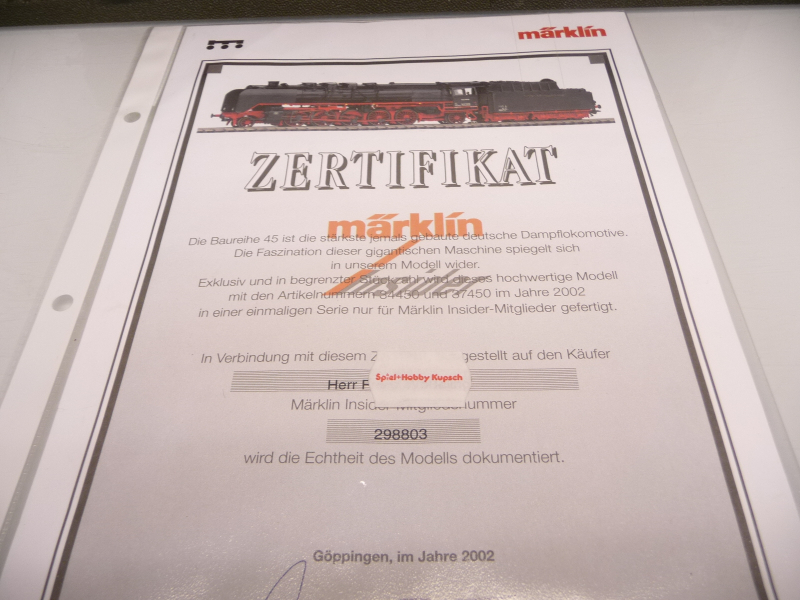 märklin
ZERTIFIKAT
märklin
Insider
Die Baureihe 45 ist die stärkste jemals gebaute deutsche Dampflokomotive.
Die Faszination dieser gigantischen Maschine spiegelt sich
in unserem Modell wider.
Exklusiv und in begrenzter Stückzahl wird dieses hochwertige Modell
mit den Artikelnummern 34450 und 37450 im Jahre 2002
in einer einmaligen Serie nur für Märklin Insider-Mitglieder gefertigt.
In Verbindung mit diesem gestellt auf den Käufer
Herr
Spiel+Hobby Kupsch
Märklin Insider-Mitgliedsnummer
298803
wird die Echtheit des Modells dokumentiert.
Göppingen, im Jahre 2002